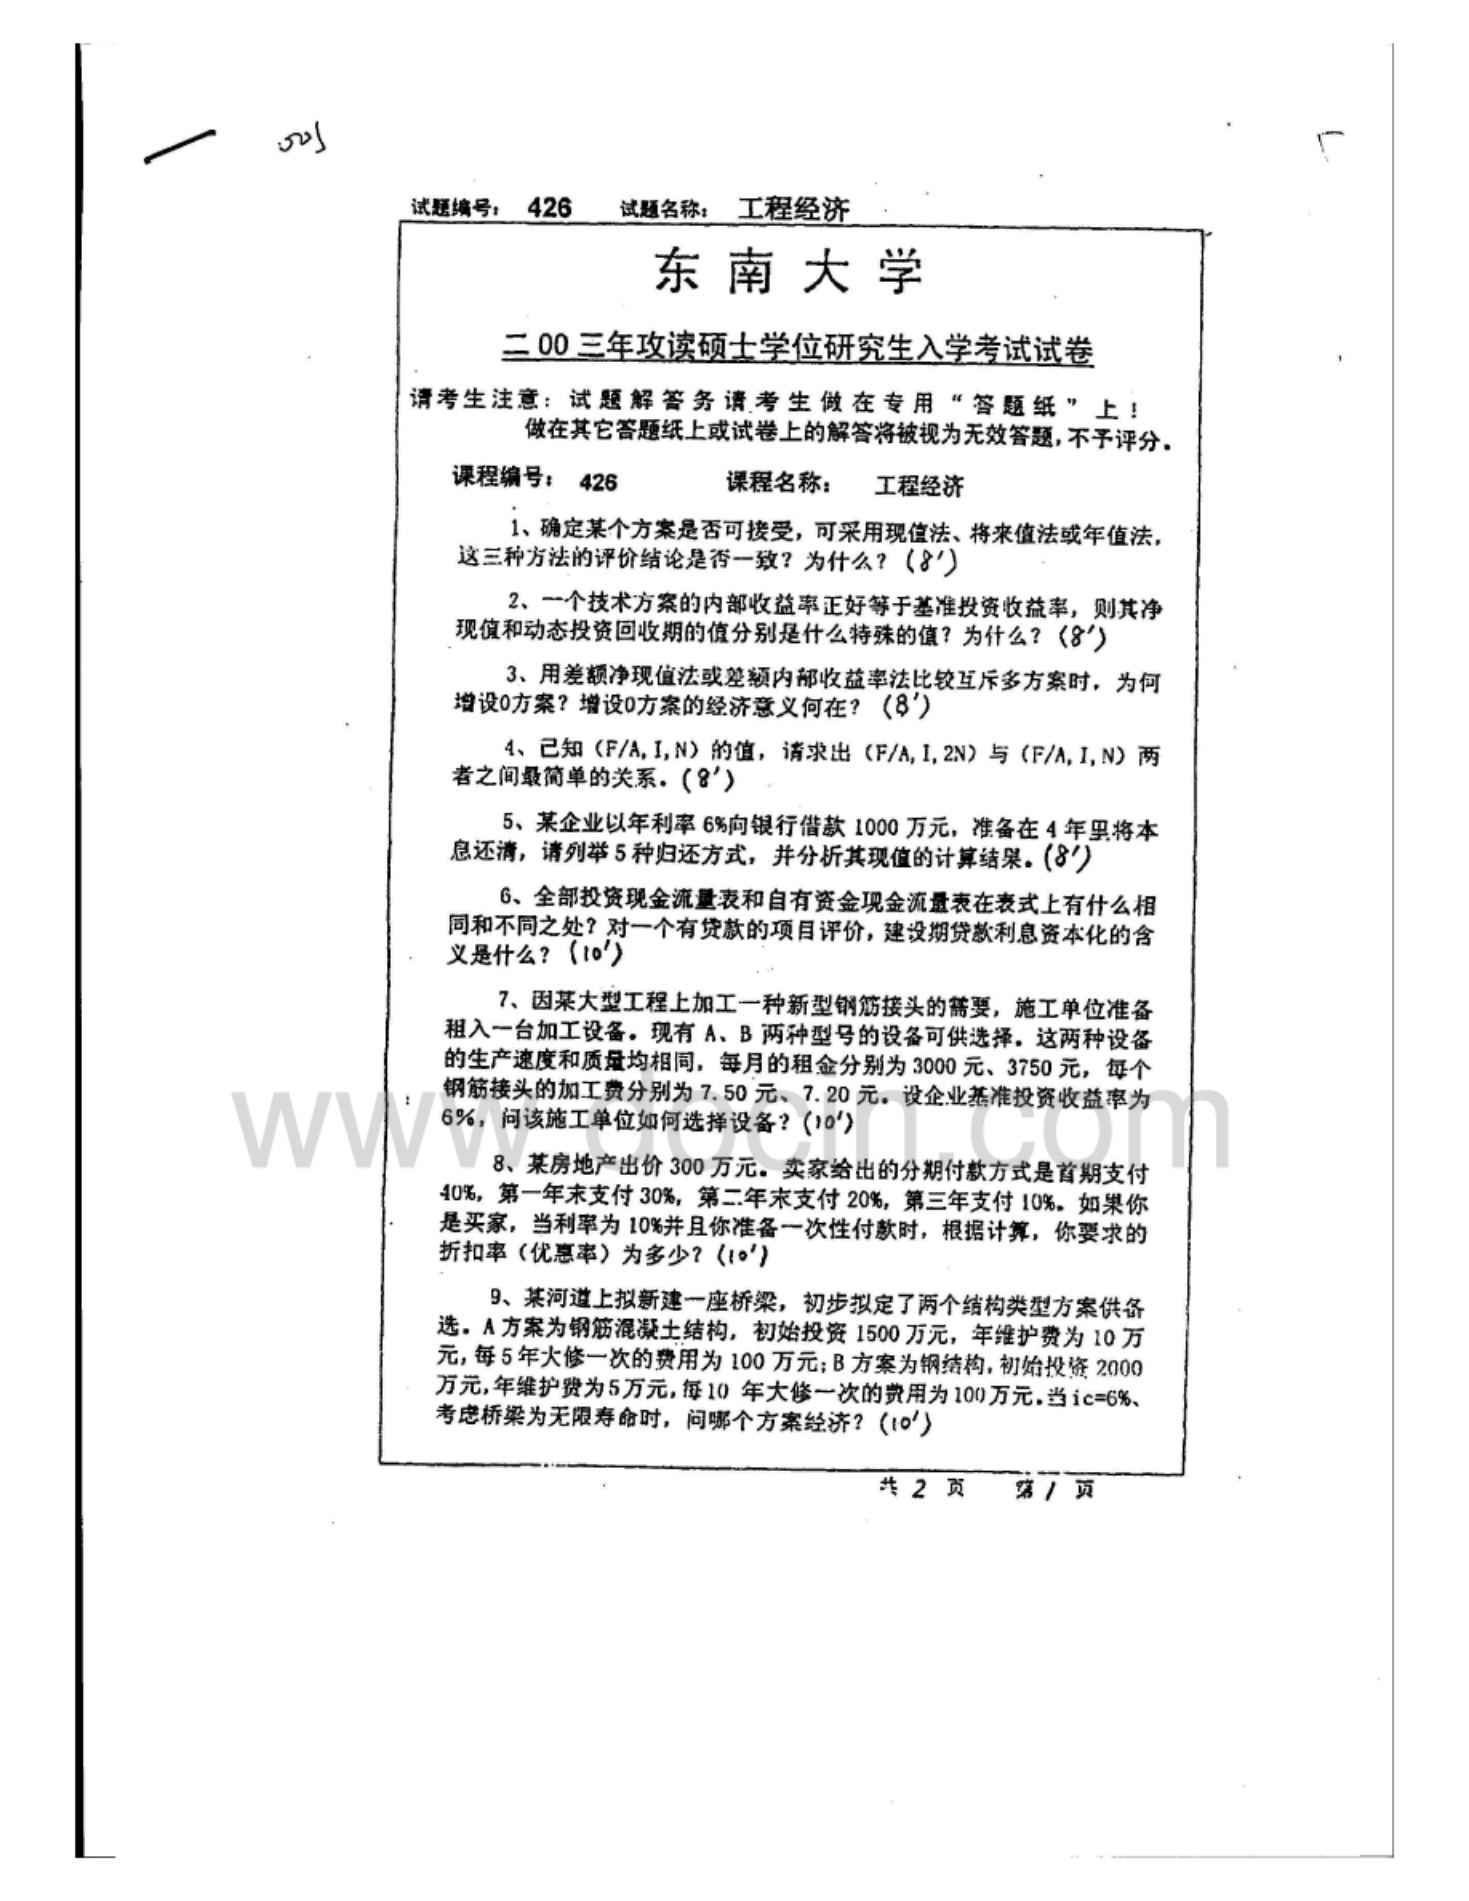 005
试题编号: 426 试题名称: 工程经济
东南大学
二00三年攻读硕士学位研究生入学考试试卷
请考生注意: 试题解答务请考生做在专用“答题纸”上!
做在其它答题纸上或试卷上的解答将被视为无效答题,不予评分。
课程编号: 426 课程名称: 工程经济
1、确定某个方案是否可接受,可采用现值法、将来值法或年值法,
这三种方法的评价结论是否一致?为什么?(8′)
2、一个技术方案的内部收益率正好等于基准投资收益率,则其净
现值和动态投资回收期的值分别是什么特殊的值?为什么?(8′)
3、用差额净现值法或差额内部收益率法比较互斥多方案时,为何
增设0方案?增设0方案的经济意义何在?(8′)
4、已知(F/A,I,N)的值,请求出(F/A,I,2N)与(F/A,I,N)两
者之间最简单的关系。(8′)
5、某企业以年利率6%向银行借款1000万元,准备在4年里将本
息还清,请列举5种归还方式,并分析其现值的计算结果。(8′)
6、全部投资现金流量表和自有资金现金流量表在表式上有什么相
同和不同之处?对一个有贷款的项目评价,建设期贷款利息资本化的含
义是什么?(10′)
7、因某大型工程上加工一种新型钢筋接头的需要,施工单位准备
租入一台加工设备。现有A、B两种型号的设备可供选择。这两种设备
的生产速度和质量均相同,每月的租金分别为3000元、3750元,每个
钢筋接头的加工费分别为7.50元、7.20元。设企业基准投资收益率为
6%,问该施工单位如何选择设备?(10′)
8、某房地产出价300万元。卖家给出的分期付款方式是首期支付
40%,第一年末支付30%,第二年末支付20%,第三年支付10%。如果你
是买家,当利率为10%并且你准备一次性付款时,根据计算,你要求的
折扣率(优惠率)为多少?(10′)
9、某河道上拟新建一座桥梁,初步拟定了两个结构类型方案供备
选。A方案为钢筋混凝土结构,初始投资1500万元,年维护费为10万
元,每5年大修一次的费用为100万元;B方案为钢结构,初始投资2000
万元,年维护费为5万元,每10年大修一次的费用为100万元。当ic=6%、
考虑桥梁为无限寿命时,问哪个方案经济?(10′)
共2页 第1页
www.docin.com